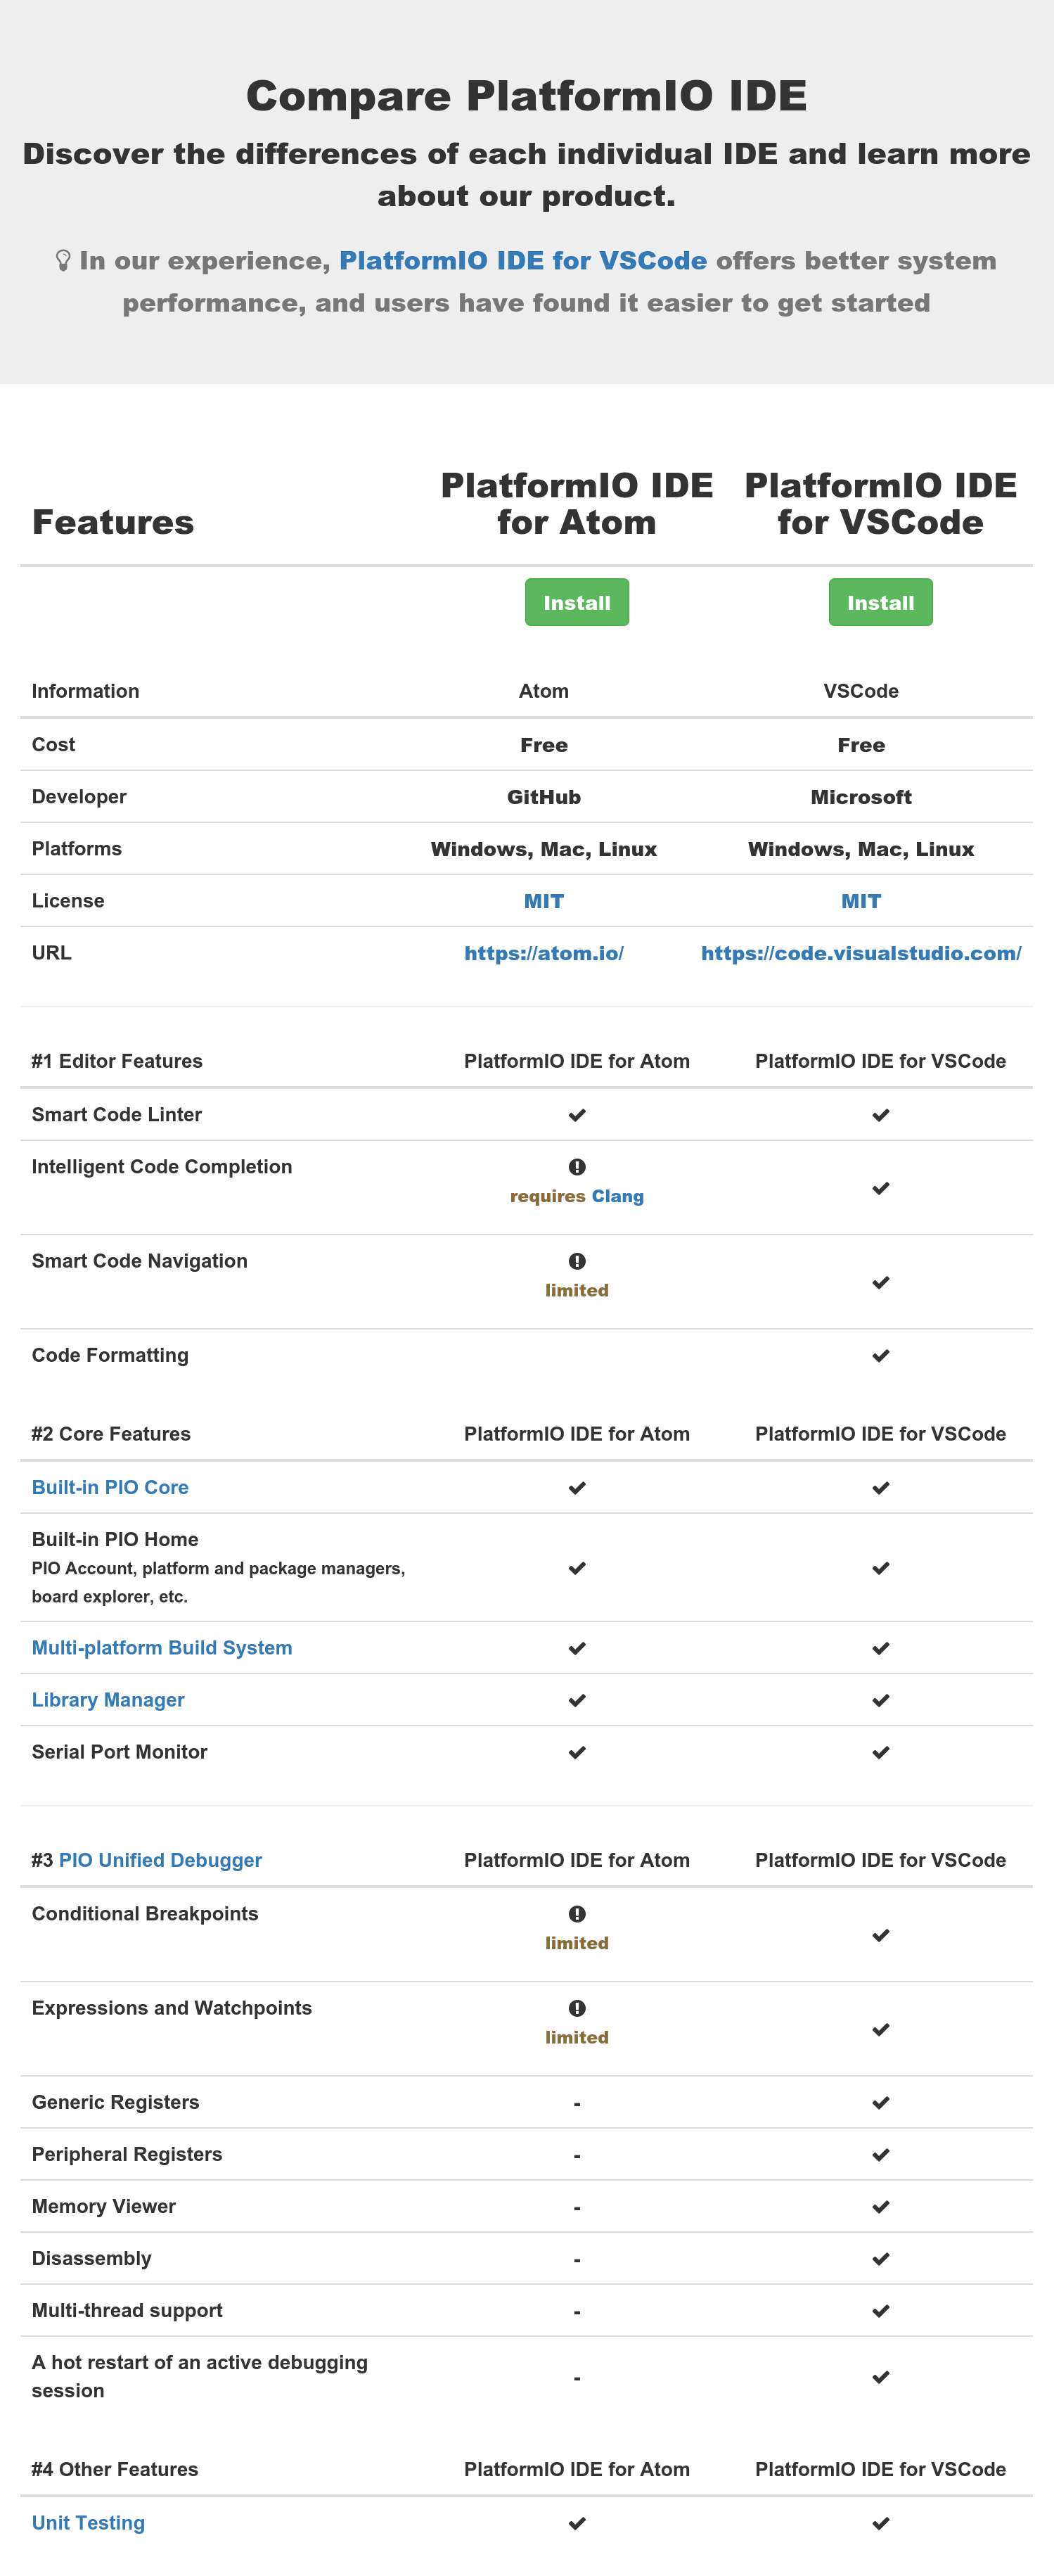 Compare PlatformIO IDE
Discover the differences of each individual IDE and learn more
about our product.
In our experience, PlatformIO IDE for VSCode offers better system
performance, and users have found it easier to get started
Features
PlatformIO IDE
for Atom
PlatformIO IDE
for VSCode
Install Install
Information Atom VSCode
Cost Free Free
Developer GitHub Microsoft
Platforms Windows, Mac, Linux Windows, Mac, Linux
License MIT MIT
URL https://atom.io/ https://code.visualstudio.com/
#1 Editor Features PlatformIO IDE for Atom PlatformIO IDE for VSCode
Smart Code Linter ✔ ✔
Intelligent Code Completion
requires Clang
✔
Smart Code Navigation
limited
✔
Code Formatting ✔
#2 Core Features PlatformIO IDE for Atom PlatformIO IDE for VSCode
Built-in PIO Core ✔ ✔
Built-in PIO Home
PIO Account, platform and package managers,
board explorer, etc.
✔ ✔
Multi-platform Build System ✔ ✔
Library Manager ✔ ✔
Serial Port Monitor ✔ ✔
#3 PIO Unified Debugger PlatformIO IDE for Atom PlatformIO IDE for VSCode
Conditional Breakpoints
limited
✔
Expressions and Watchpoints
limited
✔
Generic Registers - ✔
Peripheral Registers - ✔
Memory Viewer - ✔
Disassembly - ✔
Multi-thread support - ✔
A hot restart of an active debugging
session
- ✔
#4 Other Features PlatformIO IDE for Atom PlatformIO IDE for VSCode
Unit Testing ✔ ✔